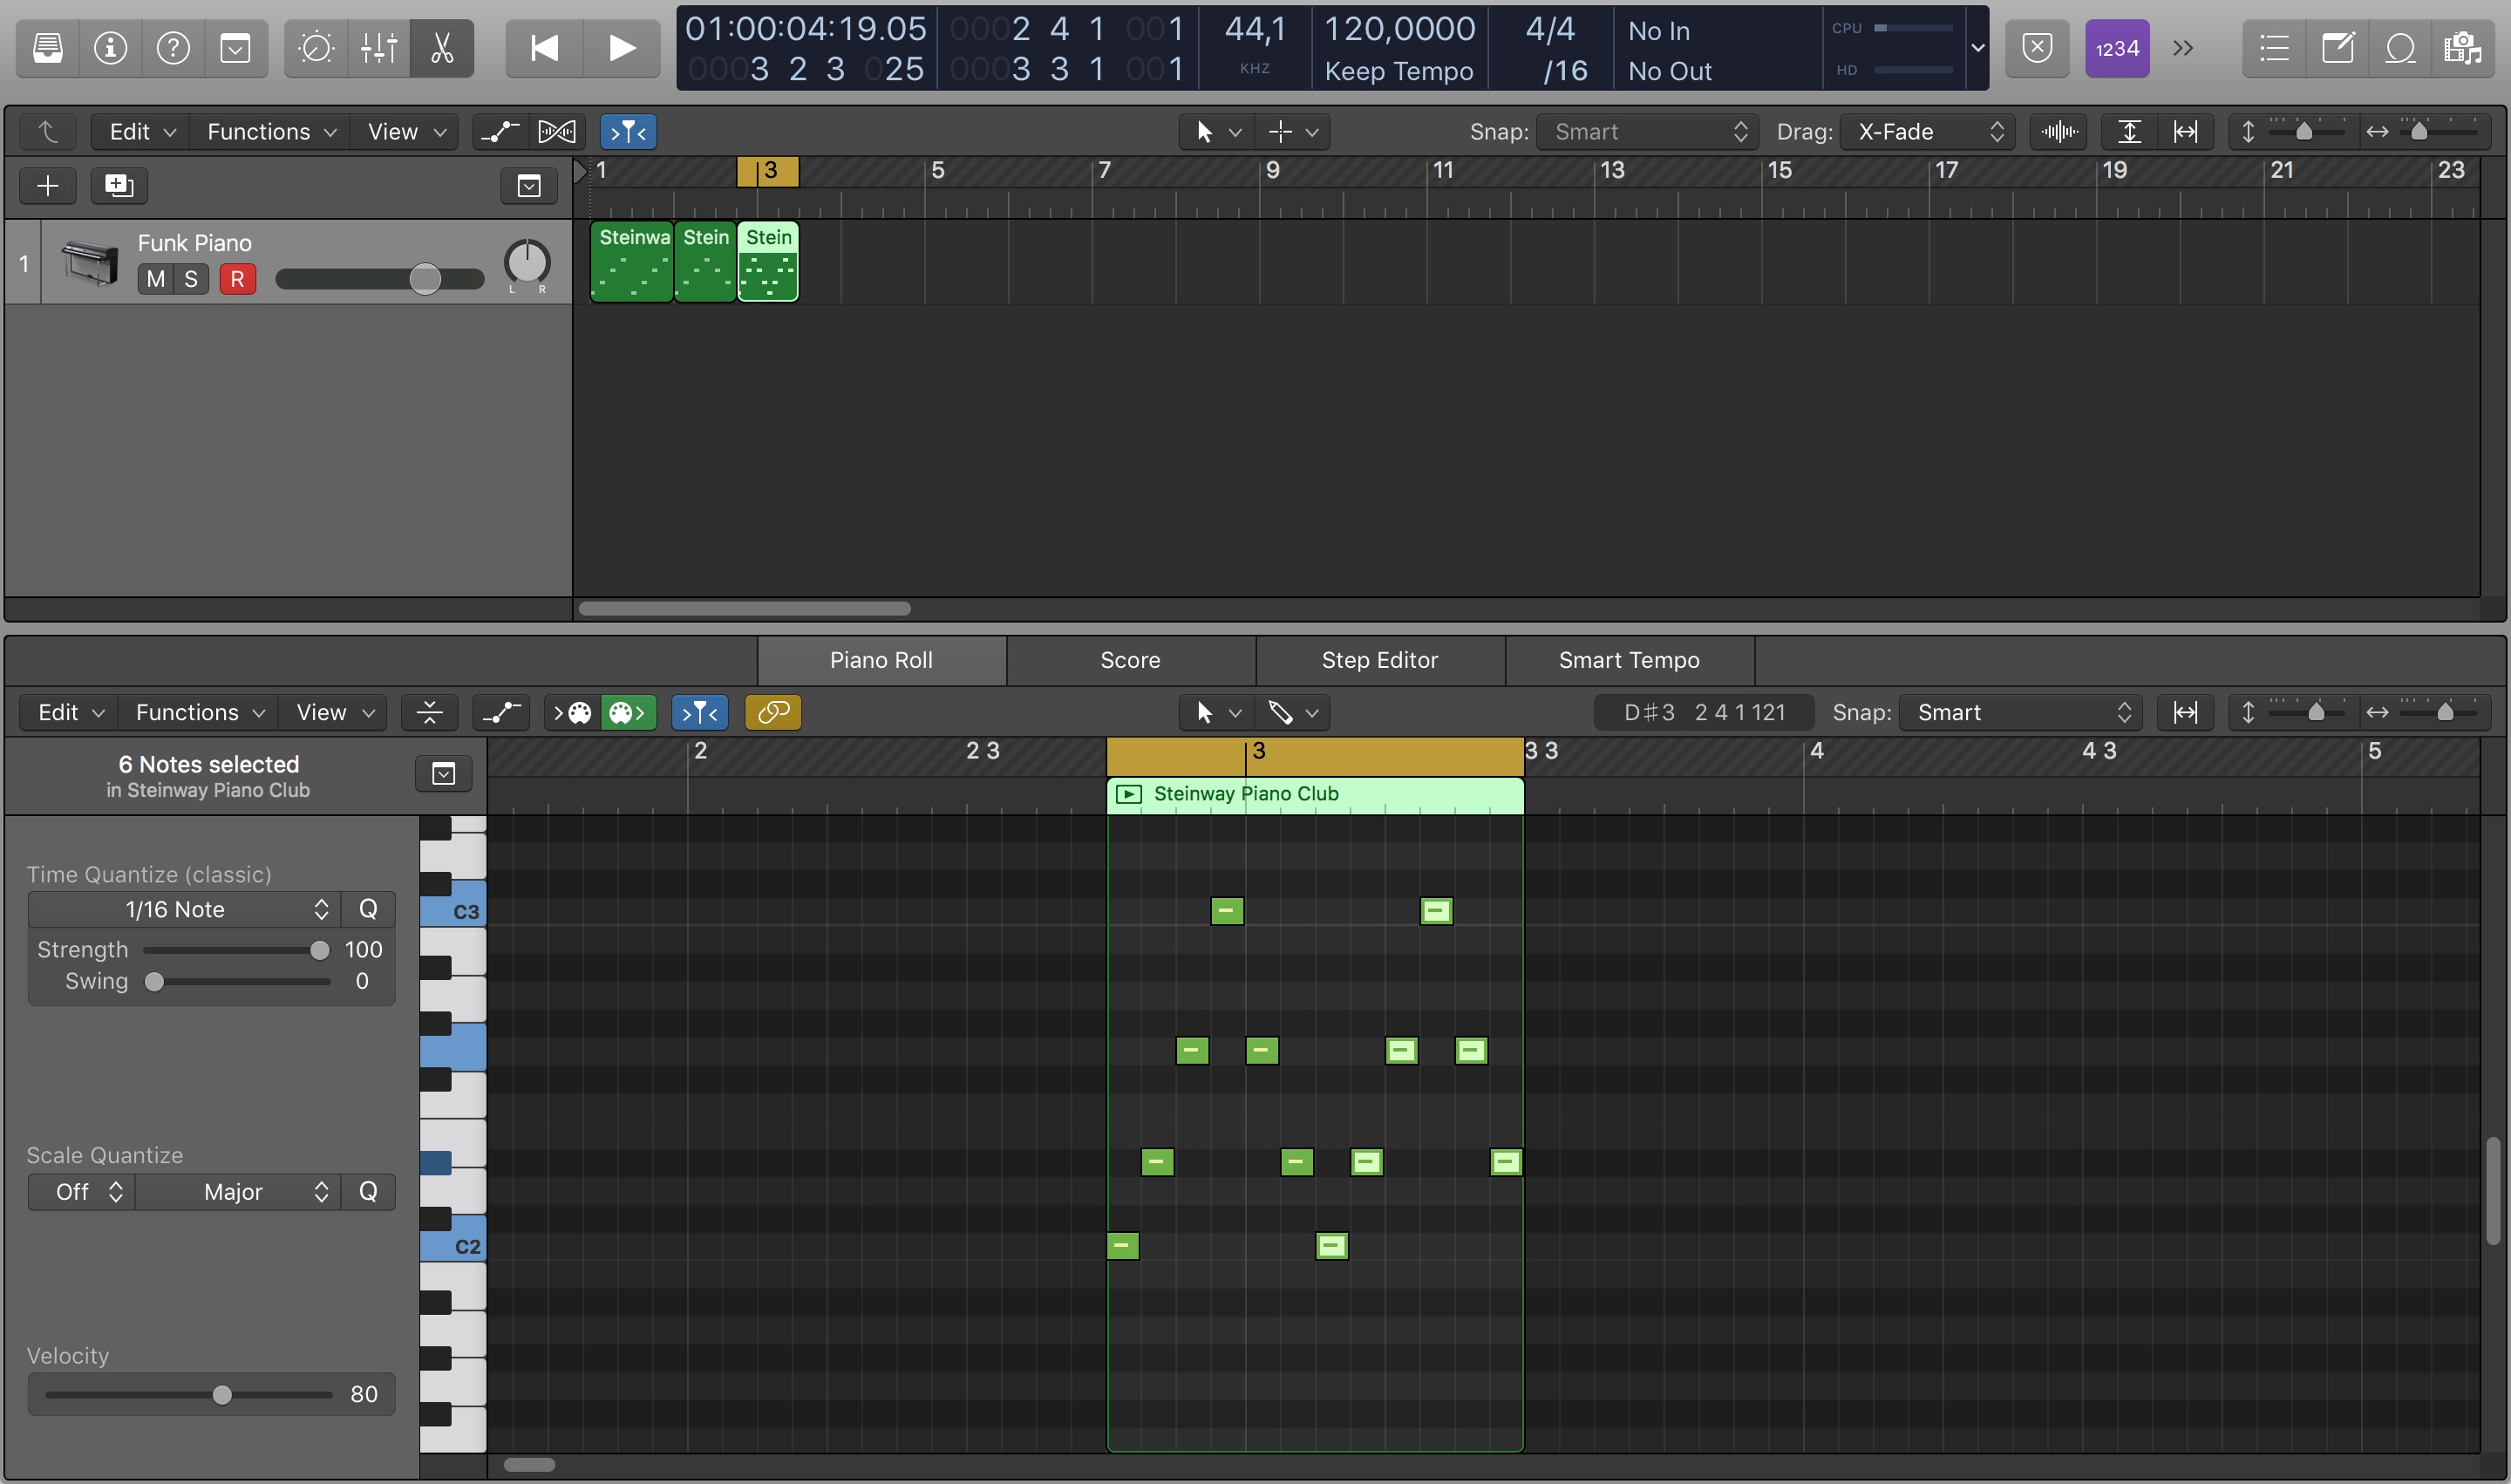 01:00:04:19.05 0002 4 1 001 44,1 120,0000 4/4 No In CPU 1234
0003 2 3 025 0003 3 1 001 KHZ Keep Tempo /16 No Out HD
Edit Functions View Snap: Smart Drag: X-Fade
1 3 5 7 9 11 13 15 17 19 21 23
1 Funk Piano Steinwa Stein Stein
M S R L R
Piano Roll Score Step Editor Smart Tempo
Edit Functions View D♯3 2 4 1 121 Snap: Smart
2 2 3 3 3 3 4 4 3 5
6 Notes selected
in Steinway Piano Club
Steinway Piano Club
Time Quantize (classic)
1/16 Note Q C3
Strength 100
Swing 0
Scale Quantize
Off Major Q
C2
Velocity
80